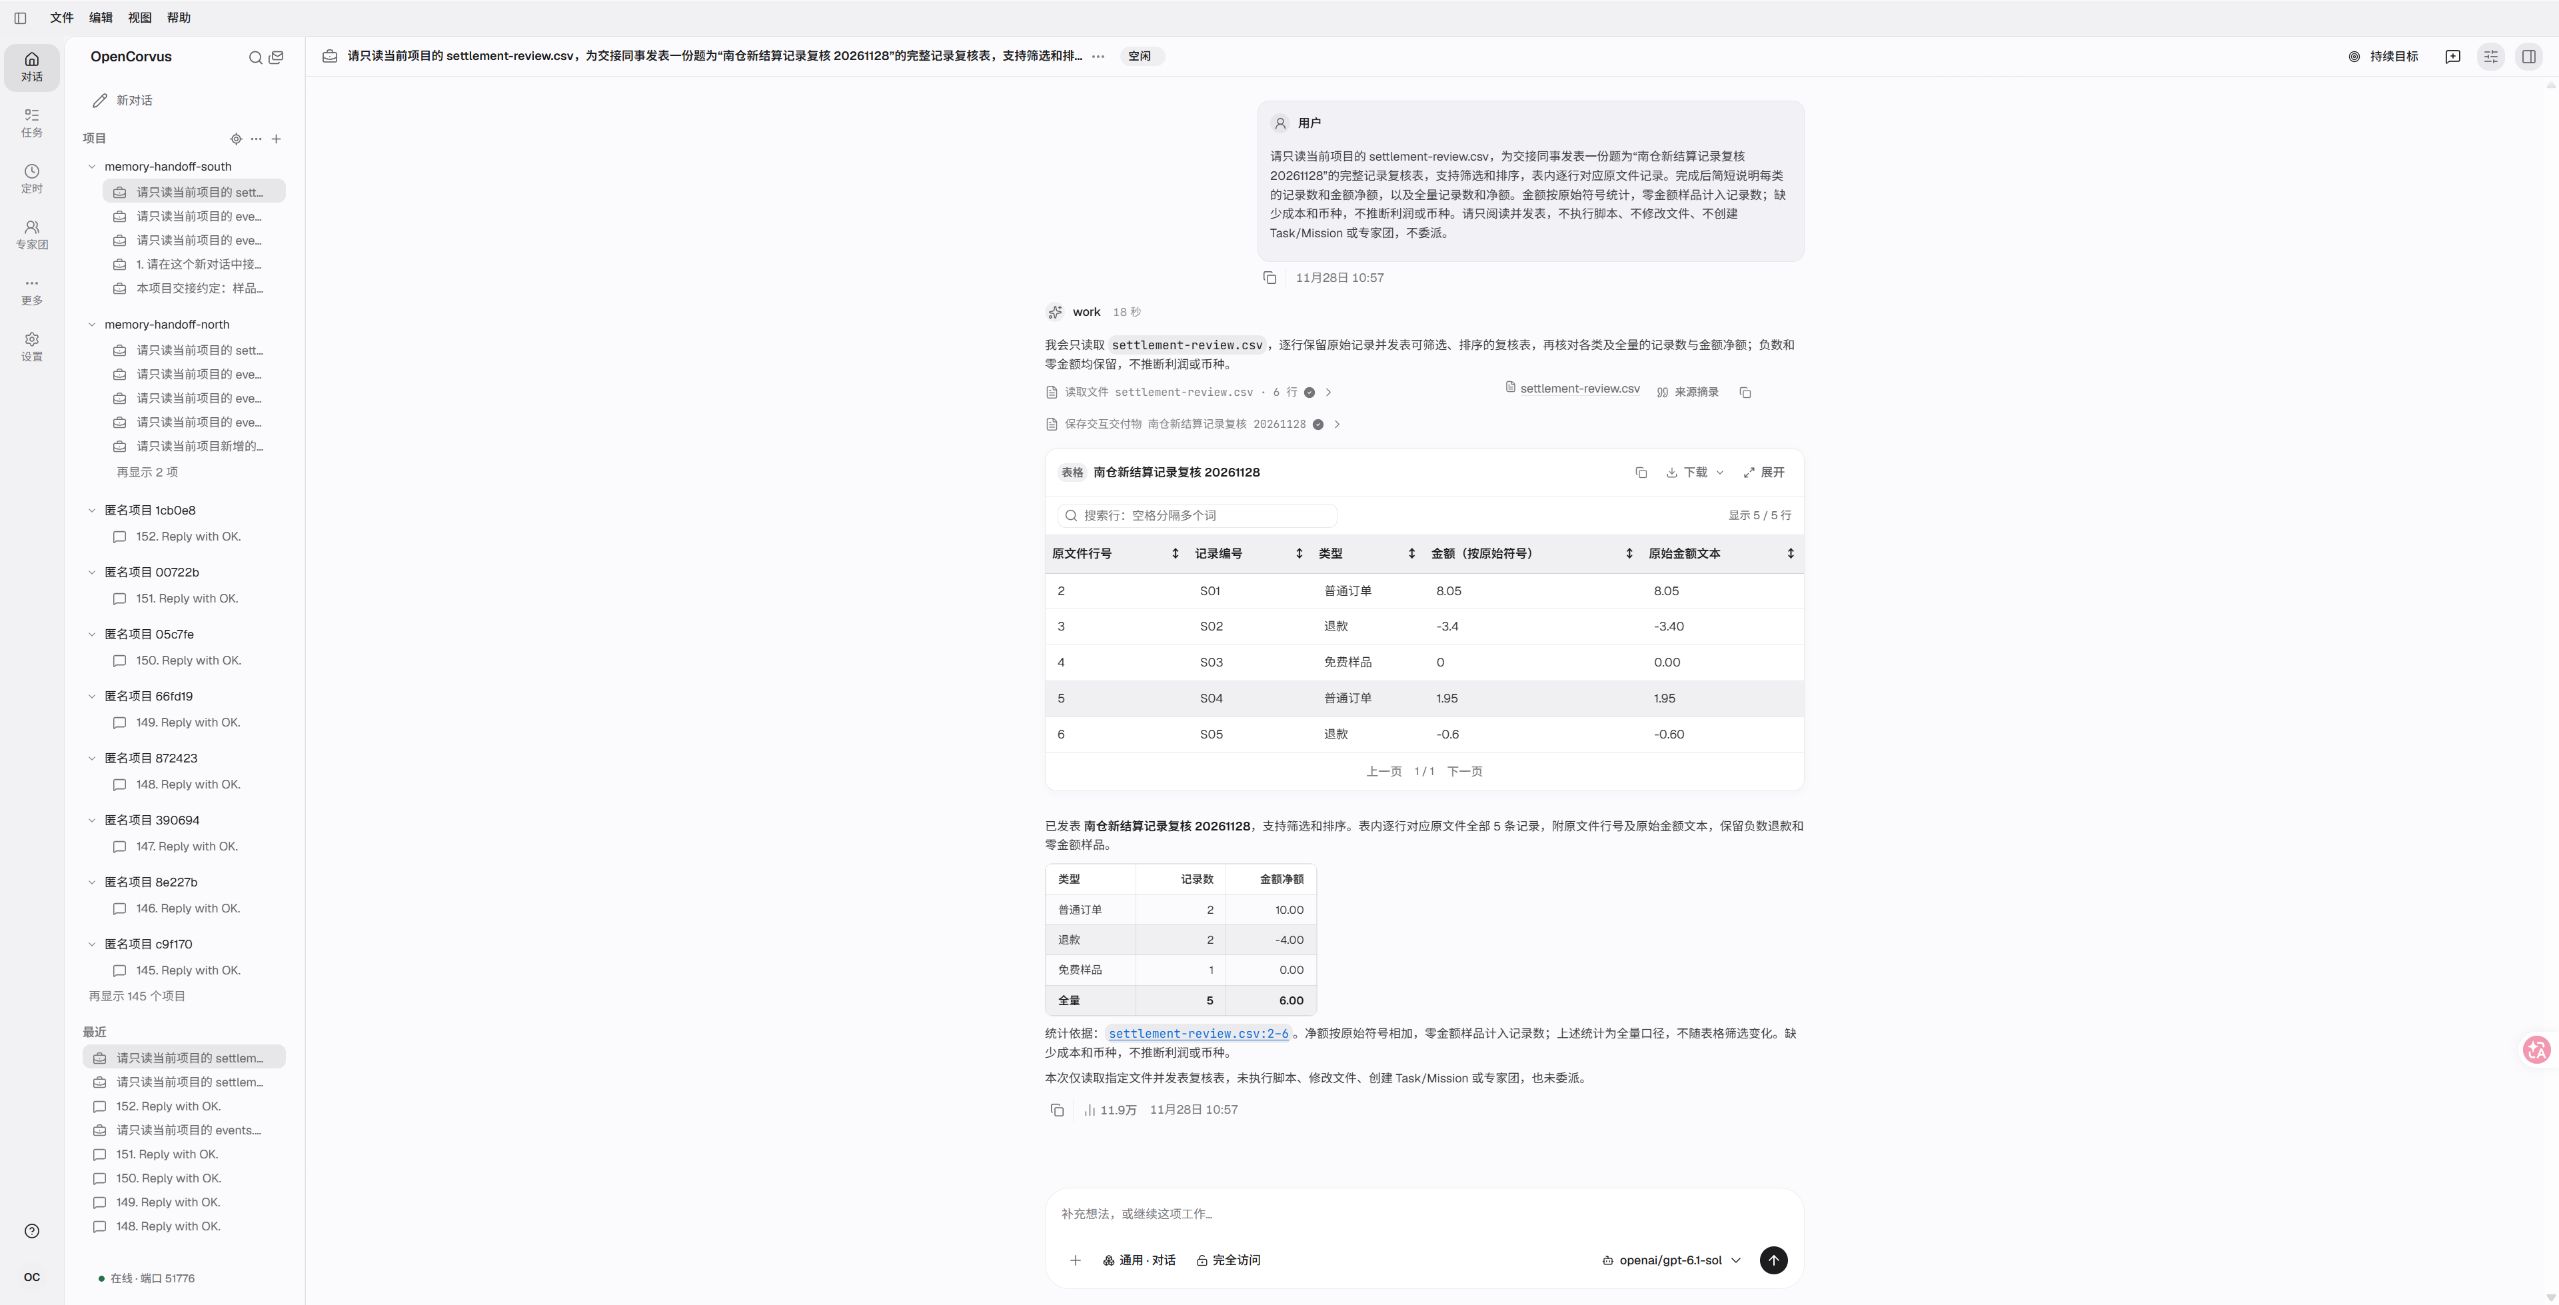 文件 编辑 视图 帮助
对话
任务
定时
专家团
更多
设置
OC
OpenCorvus
新对话
项目
memory-handoff-south
请只读当前项目的 sett...
请只读当前项目的 eve...
请只读当前项目的 eve...
1. 请在这个新对话中接...
本项目交接约定：样品...
memory-handoff-north
请只读当前项目的 sett...
请只读当前项目的 eve...
请只读当前项目的 eve...
请只读当前项目的 eve...
请只读当前项目新增的...
再显示 2 项
匿名项目 1cb0e8
152. Reply with OK.
匿名项目 00722b
151. Reply with OK.
匿名项目 05c7fe
150. Reply with OK.
匿名项目 66fd19
149. Reply with OK.
匿名项目 872423
148. Reply with OK.
匿名项目 390694
147. Reply with OK.
匿名项目 8e227b
146. Reply with OK.
匿名项目 c9f170
145. Reply with OK.
再显示 145 个项目
最近
请只读当前项目的 settlem...
请只读当前项目的 settlem...
152. Reply with OK.
请只读当前项目的 events....
151. Reply with OK.
150. Reply with OK.
149. Reply with OK.
148. Reply with OK.
在线 · 端口 51776
请只读当前项目的 settlement-review.csv，为交接同事发表一份题为“南仓新结算记录复核 20261128”的完整记录复核表，支持筛选和排... 空闲 持续目标
用户
请只读当前项目的 settlement-review.csv，为交接同事发表一份题为“南仓新结算记录复核
20261128”的完整记录复核表，支持筛选和排序，表内逐行对应原文件记录。完成后简短说明每类
的记录数和金额净额，以及全量记录数和净额。金额按原始符号统计，零金额样品计入记录数；缺
少成本和币种，不推断利润或币种。请只阅读并发表，不执行脚本、不修改文件、不创建
Task/Mission 或专家团，不委派。
11月28日 10:57
work 18 秒
我会只读取 settlement-review.csv，逐行保留原始记录并发表可筛选、排序的复核表，再核对各类及全量的记录数与金额净额；负数和
零金额均保留，不推断利润或币种。
读取文件 settlement-review.csv · 6 行 settlement-review.csv 来源摘录
保存交互交付物 南仓新结算记录复核 20261128
表格 南仓新结算记录复核 20261128 下载 展开
搜索行：空格分隔多个词 显示 5 / 5 行
原文件行号 记录编号 类型 金额（按原始符号） 原始金额文本
2 S01 普通订单 8.05 8.05
3 S02 退款 -3.4 -3.40
4 S03 免费样品 0 0.00
5 S04 普通订单 1.95 1.95
6 S05 退款 -0.6 -0.60
上一页 1 / 1 下一页
已发表 南仓新结算记录复核 20261128，支持筛选和排序。表内逐行对应原文件全部 5 条记录，附原文件行号及原始金额文本，保留负数退款和
零金额样品。
类型 记录数 金额净额
普通订单 2 10.00
退款 2 -4.00
免费样品 1 0.00
全量 5 6.00
统计依据：settlement-review.csv:2-6。净额按原始符号相加，零金额样品计入记录数；上述统计为全量口径，不随表格筛选变化。缺
少成本和币种，不推断利润或币种。
本次仅读取指定文件并发表复核表，未执行脚本、修改文件、创建 Task/Mission 或专家团，也未委派。
11.9万 11月28日 10:57
补充想法，或继续这项工作...
通用 · 对话 完全访问 openai/gpt-6.1-sol